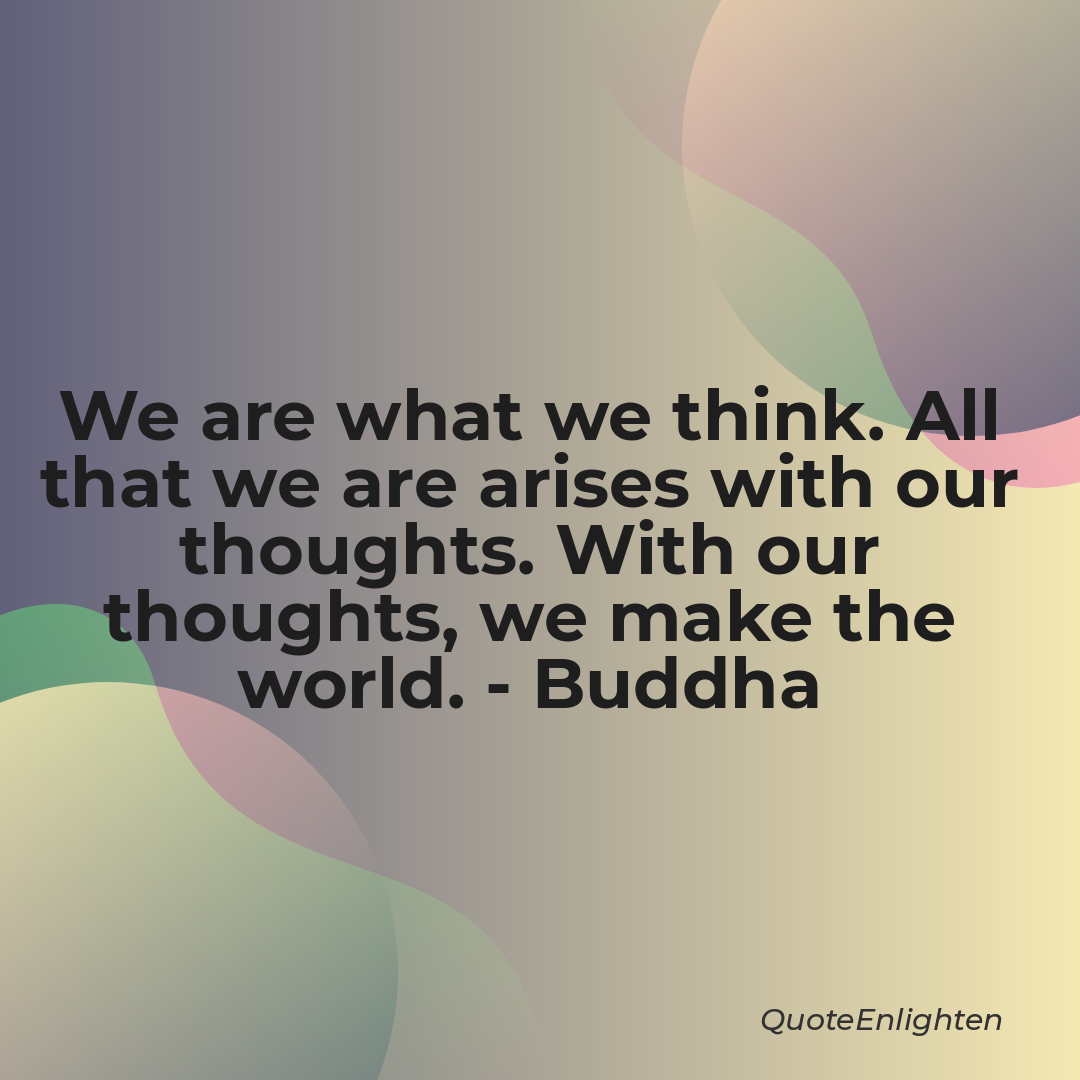 We are what we think. All
that we are arises with our
thoughts. With our
thoughts, we make the
world. - Buddha
QuoteEnlighten